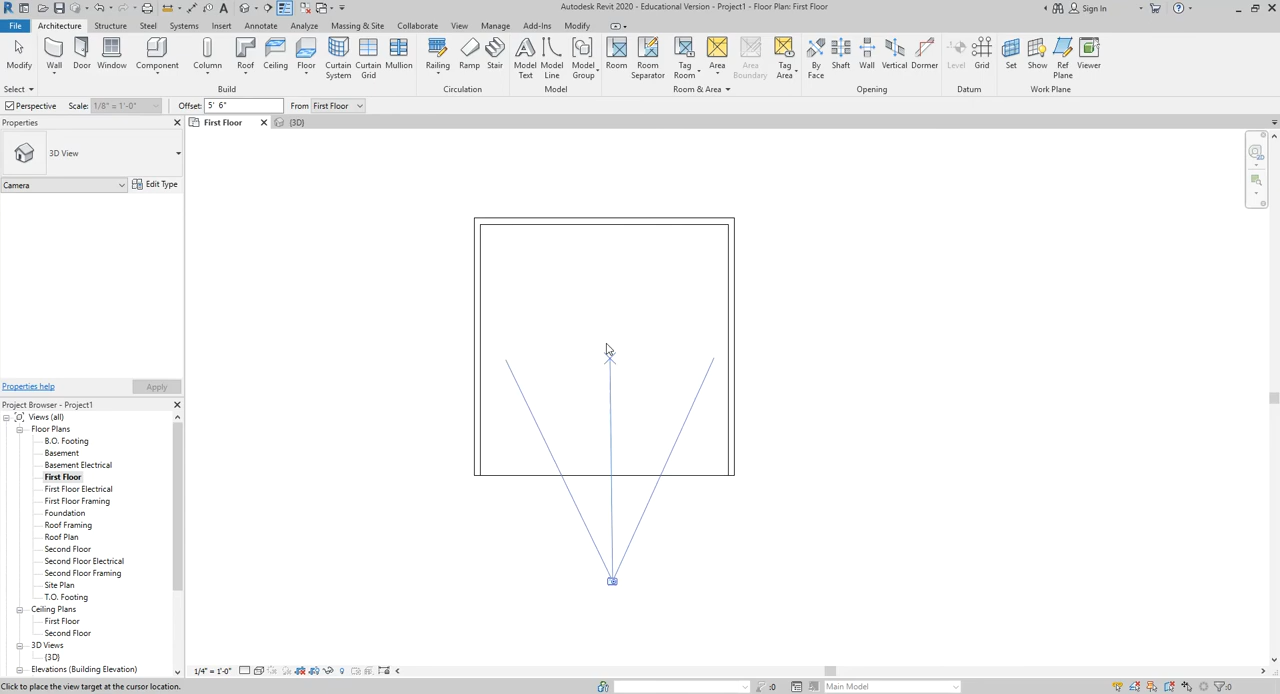 Autodesk Revit 2020 - Educational Version - Project1 - Floor Plan: First Floor
Sign In
File Architecture Structure Steel Systems Insert Annotate Analyze Massing & Site Collaborate View Manage Add-Ins Modify
Modify Wall Door Window Component Column Roof Ceiling Floor Curtain System Curtain Grid Mullion Railing Ramp Stair Model Text Model Line Model Group Room Room Separator Tag Room Area Area Boundary Tag Area By Face Shaft Wall Vertical Dormer Level Grid Set Show Ref Plane Viewer
Select Build Circulation Model Room & Area Opening Datum Work Plane
Perspective Scale: 1/8" = 1'-0" Offset: 5' 6" From First Floor
Properties First Floor {3D}
3D View
Camera Edit Type
Properties help Apply
Project Browser - Project1
Views (all)
Floor Plans
B.O. Footing
Basement
Basement Electrical
First Floor
First Floor Electrical
First Floor Framing
Foundation
Roof Framing
Roof Plan
Second Floor
Second Floor Electrical
Second Floor Framing
Site Plan
T.O. Footing
Ceiling Plans
First Floor
Second Floor
3D Views
{3D}
Elevations (Building Elevation)
1/4" = 1'-0"
Click to place the view target at the cursor location. :0 Main Model :0